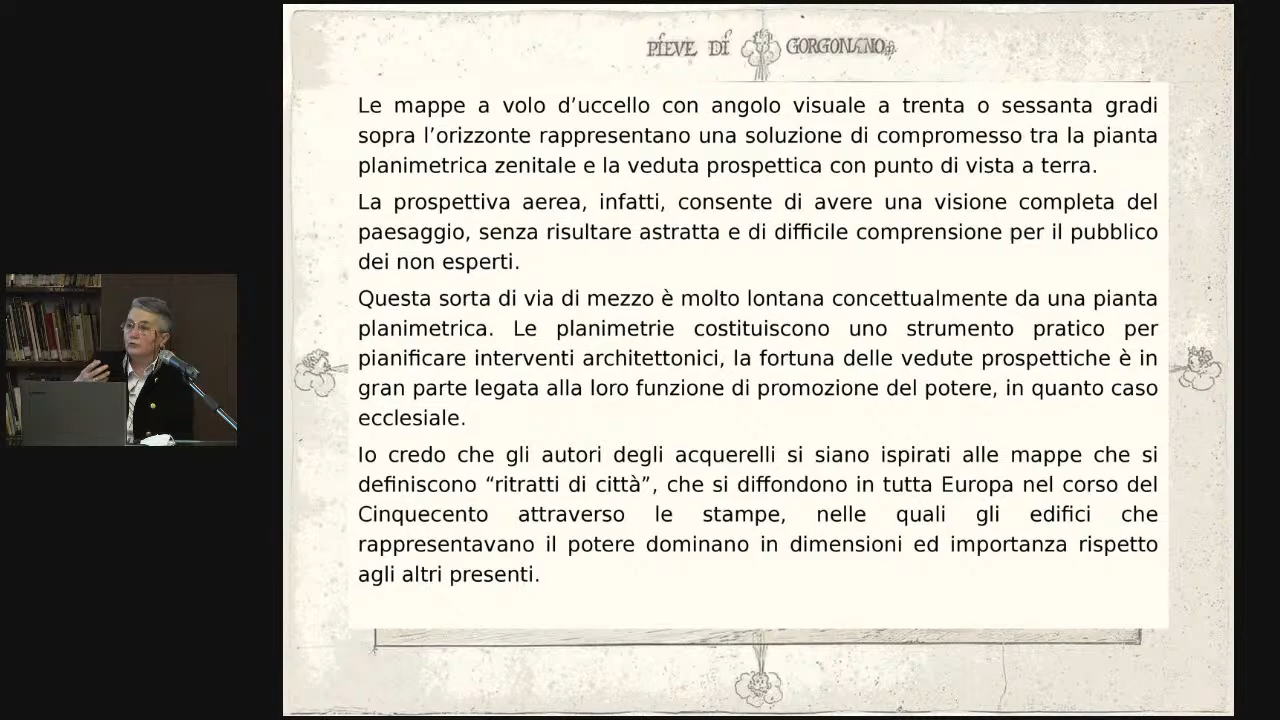 PIEVE DI GORGONZANO
Le mappe a volo d’uccello con angolo visuale a trenta o sessanta gradi
sopra l’orizzonte rappresentano una soluzione di compromesso tra la pianta
planimetrica zenitale e la veduta prospettica con punto di vista a terra.
La prospettiva aerea, infatti, consente di avere una visione completa del
paesaggio, senza risultare astratta e di difficile comprensione per il pubblico
dei non esperti.
Questa sorta di via di mezzo è molto lontana concettualmente da una pianta
planimetrica. Le planimetrie costituiscono uno strumento pratico per
pianificare interventi architettonici, la fortuna delle vedute prospettiche è in
gran parte legata alla loro funzione di promozione del potere, in quanto caso
ecclesiale.
Io credo che gli autori degli acquerelli si siano ispirati alle mappe che si
definiscono “ritratti di città”, che si diffondono in tutta Europa nel corso del
Cinquecento attraverso le stampe, nelle quali gli edifici che
rappresentavano il potere dominano in dimensioni ed importanza rispetto
agli altri presenti.